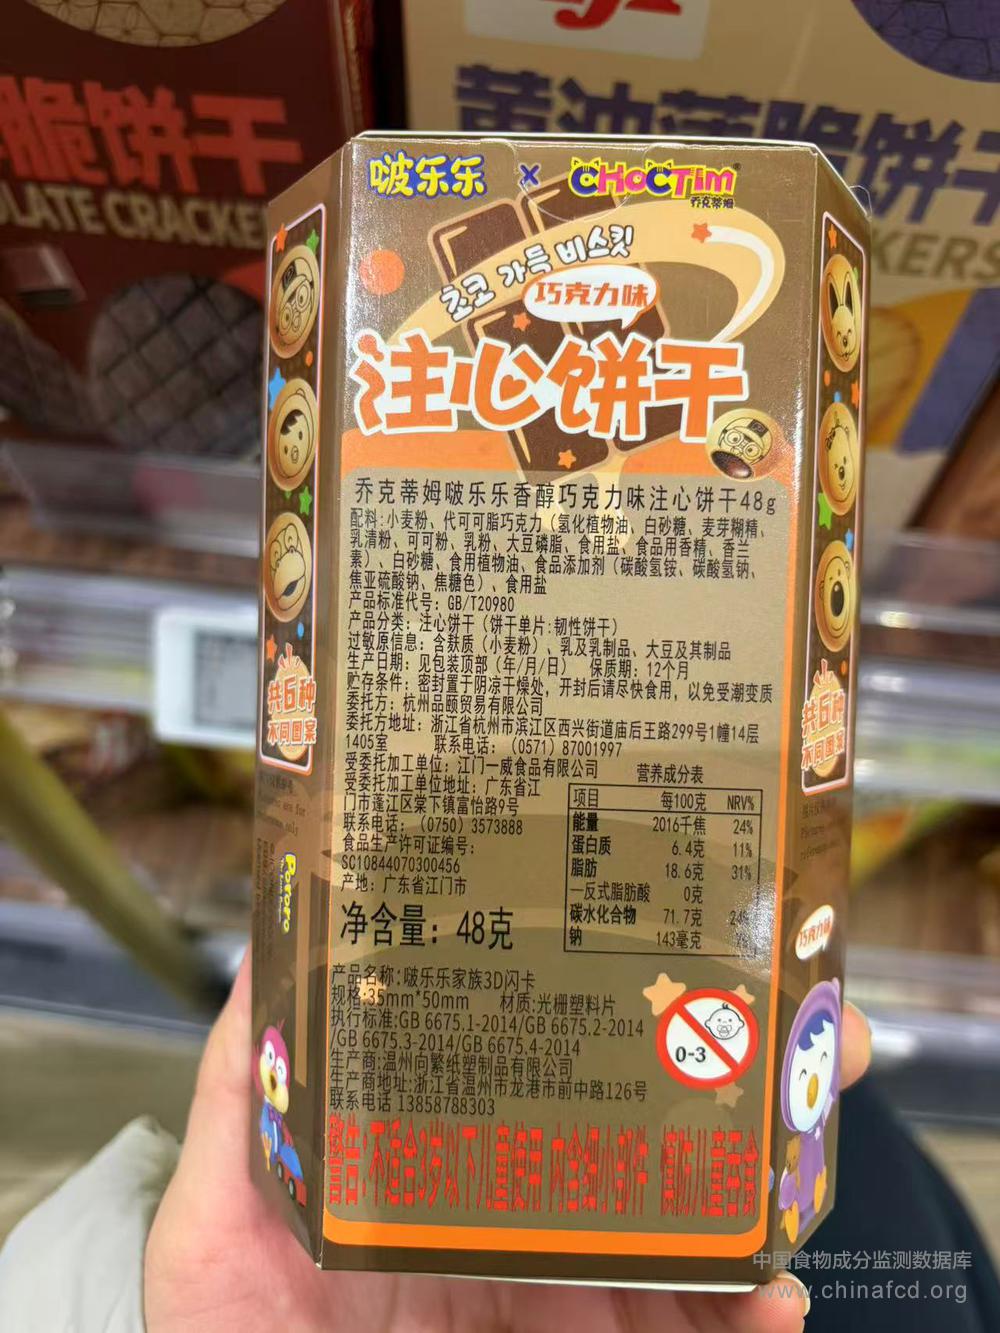 脆饼干
LATE CRACKER
黄油薄脆饼干
KERS
啵乐乐 x CHOCTIM
乔克蒂姆
초코 가득 비스킷
巧克力味
注心饼干
乔克蒂姆啵乐乐香醇巧克力味注心饼干48g
配料:小麦粉、代可可脂巧克力（氢化植物油、白砂糖、麦芽糊精、
乳清粉、可可粉、乳粉、大豆磷脂、食用盐、食品用香精、香兰
素）、白砂糖、食用植物油、食品添加剂（碳酸氢铵、碳酸氢钠、
焦亚硫酸钠、焦糖色）、食用盐
产品标准代号: GB/T20980
产品分类: 注心饼干（饼干单片:韧性饼干）
过敏原信息: 含麸质（小麦粉）、乳及乳制品、大豆及其制品
生产日期: 见包装顶部（年/月/日） 保质期: 12个月
贮存条件: 密封置于阴凉干燥处，开封后请尽快食用，以免受潮变质
委托方: 杭州品颐贸易有限公司
委托方地址: 浙江省杭州市滨江区西兴街道庙后王路299号1幢14层
1405室 联系电话: （0571）87001997
受委托加工单位: 江门一威食品有限公司
受委托加工单位地址: 广东省江
门市蓬江区棠下镇富怡路9号
联系电话: （0750）3573888
食品生产许可证编号:
SC10844070300456
产地: 广东省江门市
净含量: 48克
营养成分表
项目 每100克 NRV%
能量 2016千焦 24%
蛋白质 6.4克 11%
脂肪 18.6克 31%
—反式脂肪酸 0克
碳水化合物 71.7克 24%
钠 143毫克
产品名称:啵乐乐家族3D闪卡
规格:35mm*50mm 材质:光栅塑料片
执行标准:GB 6675.1-2014/GB 6675.2-2014
/GB 6675.3-2014/GB 6675.4-2014
生产商:温州向繁纸塑制品有限公司
生产商地址:浙江省温州市龙港市前中路126号
联系电话 13858788303
0-3
警告:不适合3岁以下儿童使用 内含细小部件 慎防儿童吞食
共6种
不同图案
Pororo
共6种
不同图案
巧克力味
中国食物成分监测数据库
www.chinafcd.org